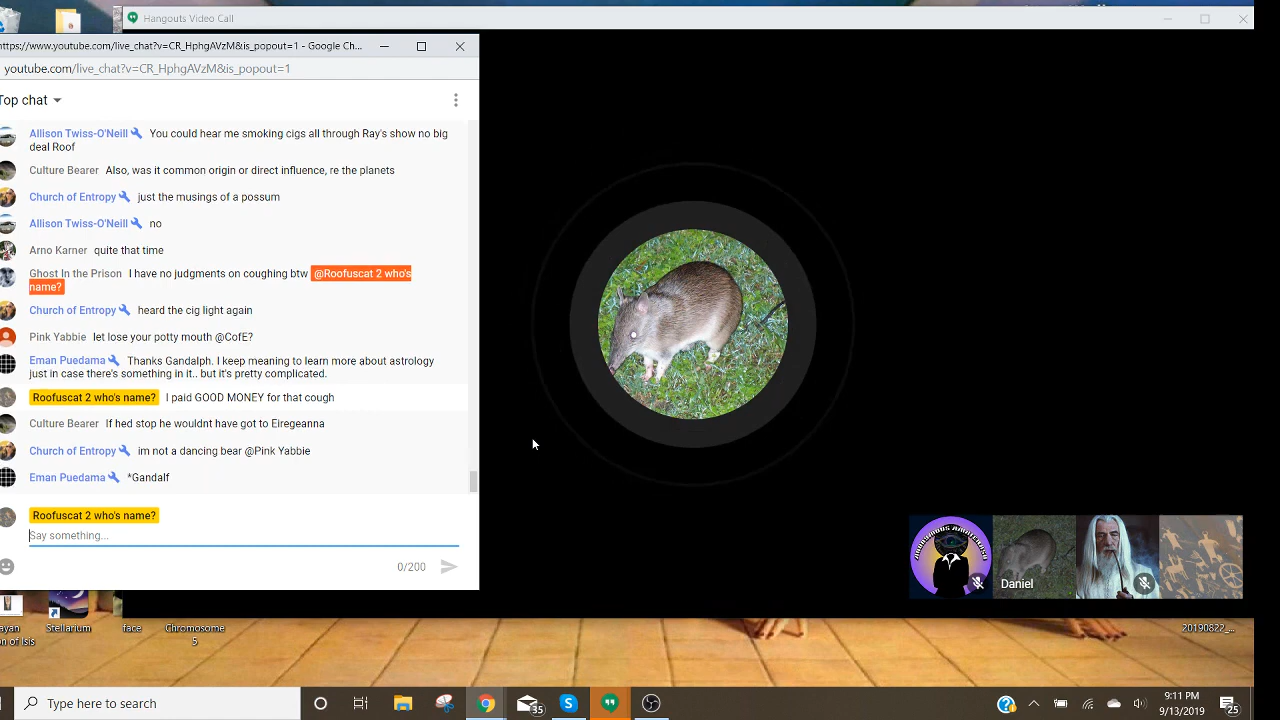 Hangouts Video Call
https://www.youtube.com/live_chat?v=CR_HphgAVzM&is_popout=1 - Google Ch...
youtube.com/live_chat?v=CR_HphgAVzM&is_popout=1
Top chat
Allison Twiss-O'Neill You could hear me smoking cigs all through Ray's show no big
deal Roof
Culture Bearer Also, was it common origin or direct influence, re the planets
Church of Entropy just the musings of a possum
Allison Twiss-O'Neill no
Arno Karner quite that time
Ghost In the Prison I have no judgments on coughing btw @Roofuscat 2 who's
name?
Church of Entropy heard the cig light again
Pink Yabbie let lose your potty mouth @CofE?
Eman Puedama Thanks Gandalph. I keep meaning to learn more about astrology
just in case there's something in it.. but it's pretty complicated.
Roofuscat 2 who's name? I paid GOOD MONEY for that cough
Culture Bearer If hed stop he wouldnt have got to Eiregeanna
Church of Entropy im not a dancing bear @Pink Yabbie
Eman Puedama *Gandalf
Roofuscat 2 who's name?
Say something...
0/200
Daniel
ayan
on of Isis
Stellarium
face
Chromosome
5
20190822_...
Type here to search
35
9:11 PM
9/13/2019
25